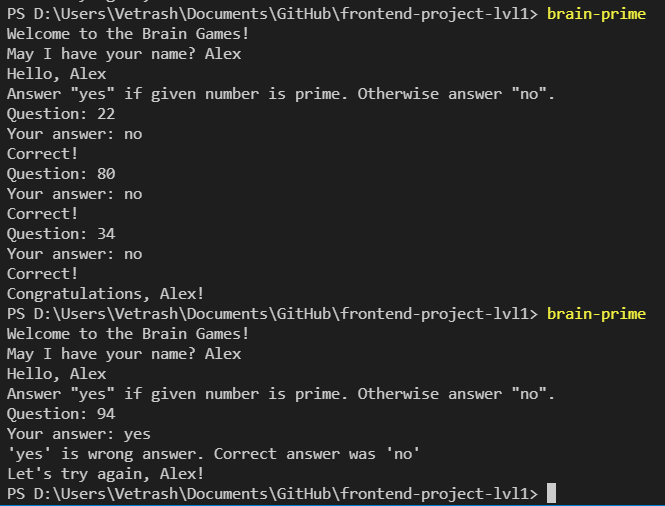 PS D:\Users\Vetrash\Documents\GitHub\frontend-project-lvl1> brain-prime
Welcome to the Brain Games!
May I have your name? Alex
Hello, Alex
Answer "yes" if given number is prime. Otherwise answer "no".
Question: 22
Your answer: no
Correct!
Question: 80
Your answer: no
Correct!
Question: 34
Your answer: no
Correct!
Congratulations, Alex!
PS D:\Users\Vetrash\Documents\GitHub\frontend-project-lvl1> brain-prime
Welcome to the Brain Games!
May I have your name? Alex
Hello, Alex
Answer "yes" if given number is prime. Otherwise answer "no".
Question: 94
Your answer: yes
'yes' is wrong answer. Correct answer was 'no'
Let's try again, Alex!
PS D:\Users\Vetrash\Documents\GitHub\frontend-project-lvl1>